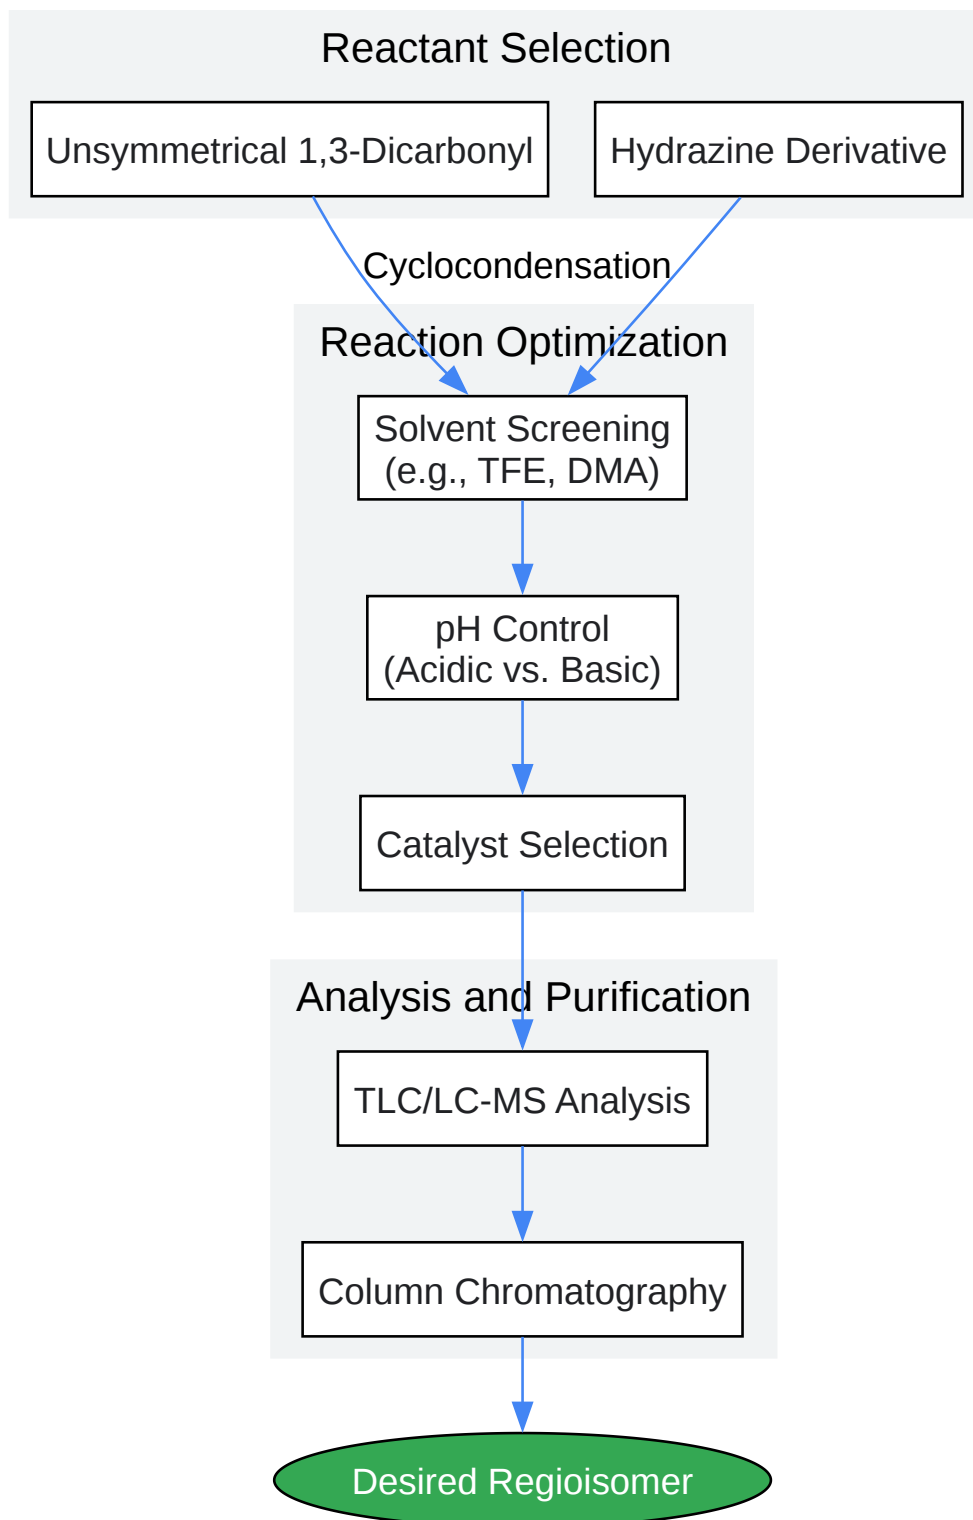 Reactant Selection
Unsymmetrical 1,3-Dicarbonyl
Hydrazine Derivative
Cyclocondensation
Reaction Optimization
Solvent Screening
(e.g., TFE, DMA)
pH Control
(Acidic vs. Basic)
Catalyst Selection
Analysis and Purification
TLC/LC-MS Analysis
Column Chromatography
Desired Regioisomer